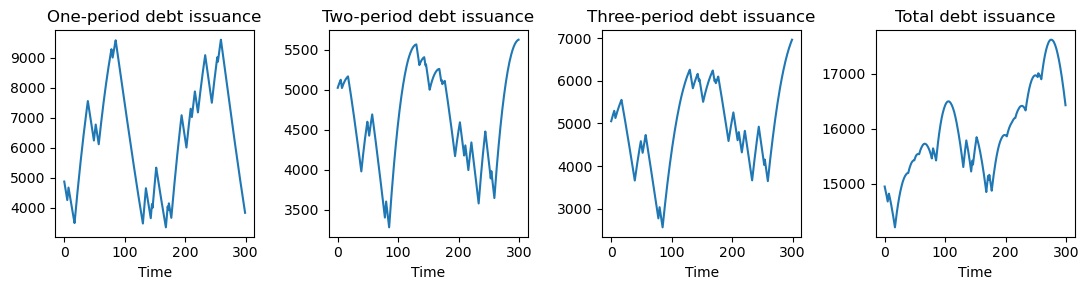 One-period debt issuance
9000
8000
7000
6000
5000
4000
0 100 200 300
Time
Two-period debt issuance
5500
5000
4500
4000
3500
0 100 200 300
Time
Three-period debt issuance
7000
6000
5000
4000
3000
0 100 200 300
Time
Total debt issuance
17000
16000
15000
0 100 200 300
Time